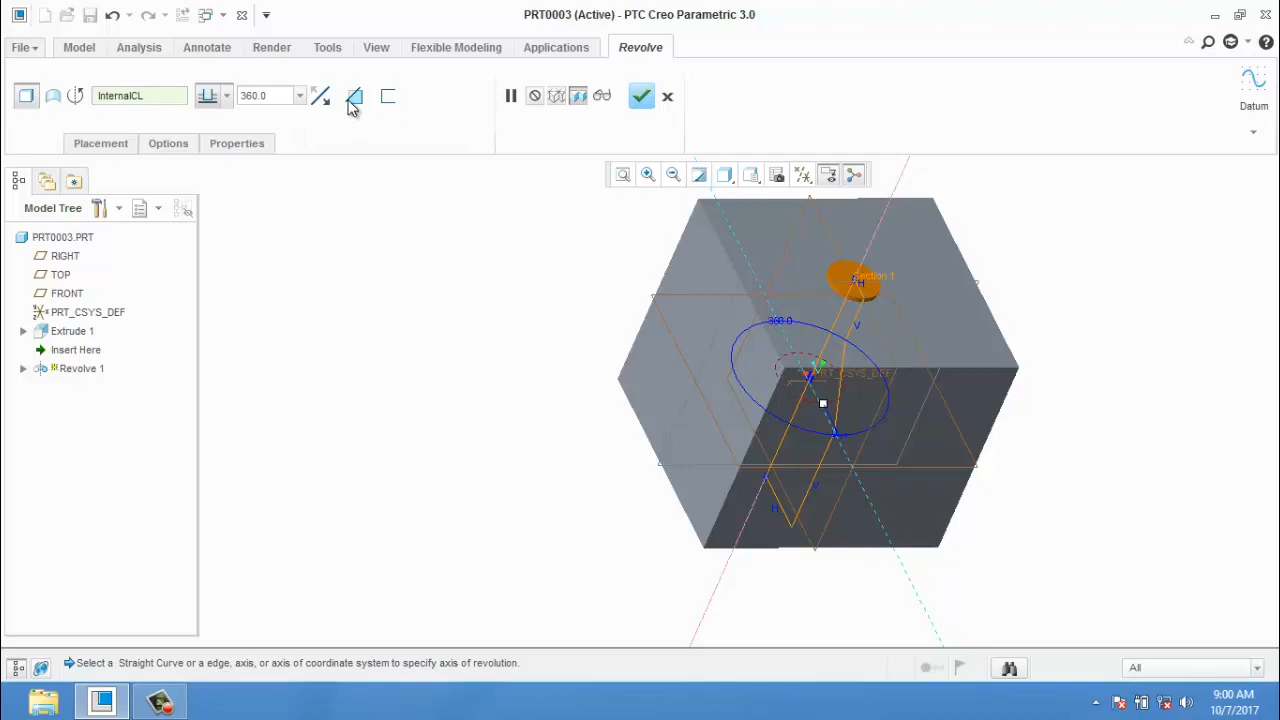 PRT0003 (Active) - PTC Creo Parametric 3.0
File Model Analysis Annotate Render Tools View Flexible Modeling Applications Revolve
InternalCL 360.0
Datum
Placement Options Properties
Model Tree
PRT0003.PRT
RIGHT
TOP
FRONT
PRT_CSYS_DEF
Extrude 1
Insert Here
Revolve 1
Section 1
H
360.0
V
PRT_CSYS_DEF
V
H
Select a Straight Curve or a edge, axis, or axis of coordinate system to specify axis of revolution.
All
9:00 AM
10/7/2017